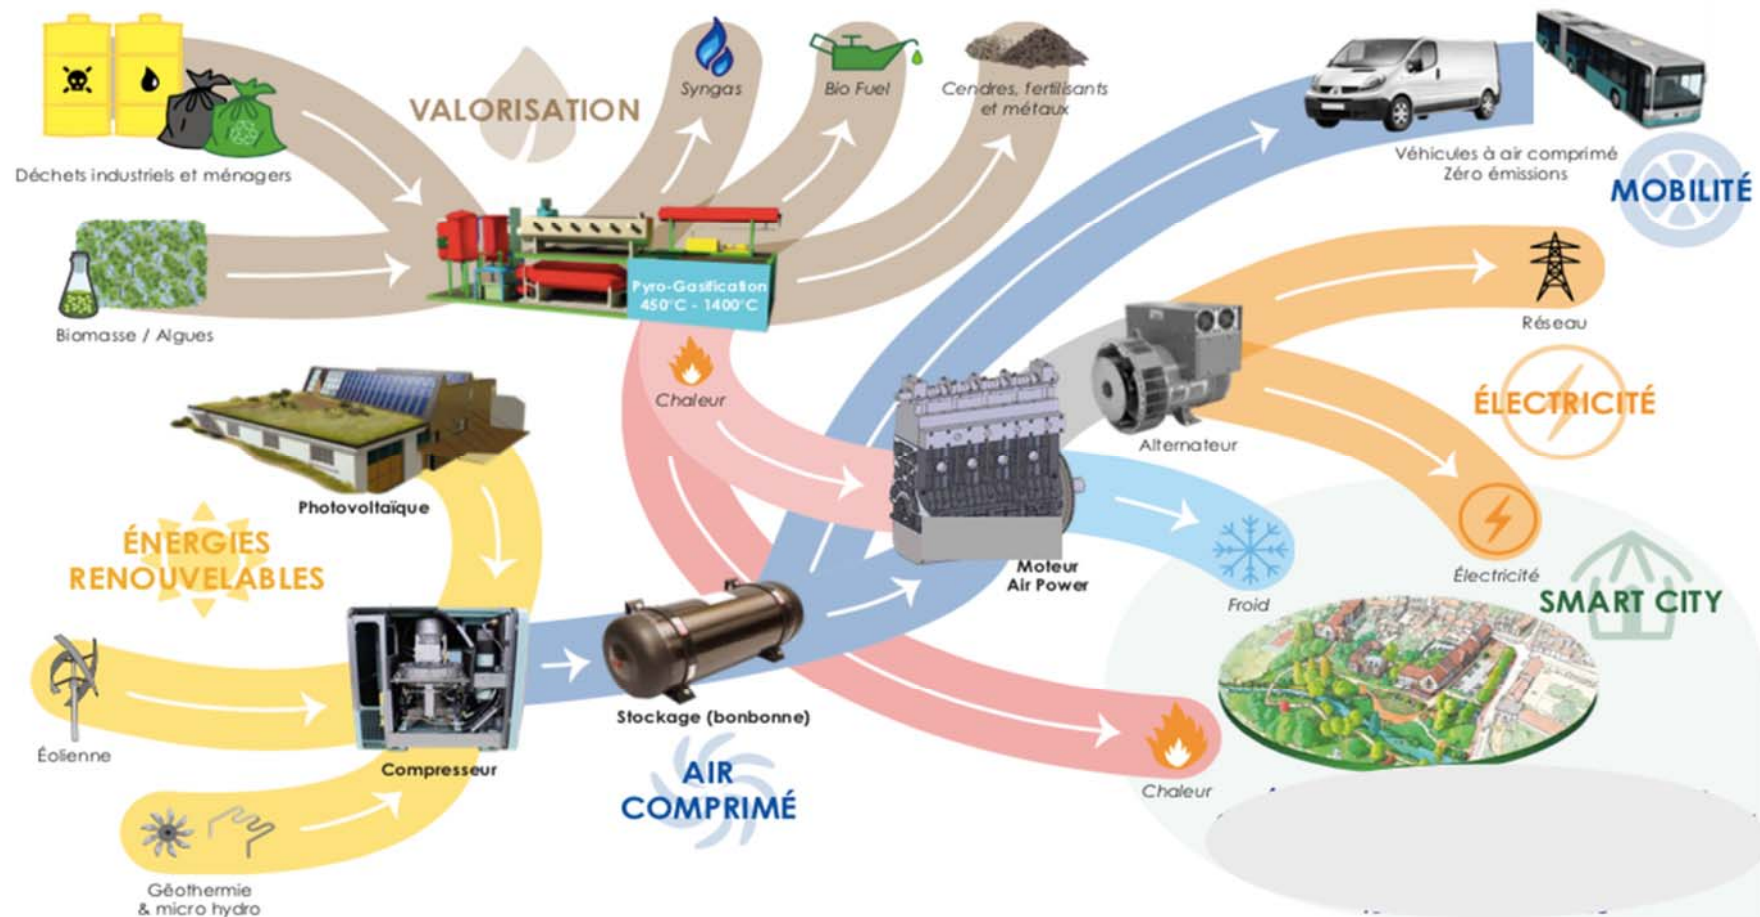 VALORISATION
Syngas
Bio Fuel
Cendres, fertilisants
et métaux
Déchets industriels et ménagers
Véhicules à air comprimé
Zéro émissions
MOBILITÉ
Pyro-Gasification
450°C - 1400°C
Biomasse / Algues
Réseau
Chaleur
Alternateur
ÉLECTRICITÉ
Photovoltaïque
ÉNERGIES
RENOUVELABLES
Moteur
Air Power
Froid
Électricité
SMART CITY
Stockage (bonbonne)
Éolienne
Compresseur
AIR
COMPRIMÉ
Chaleur
Géothermie
& micro hydro